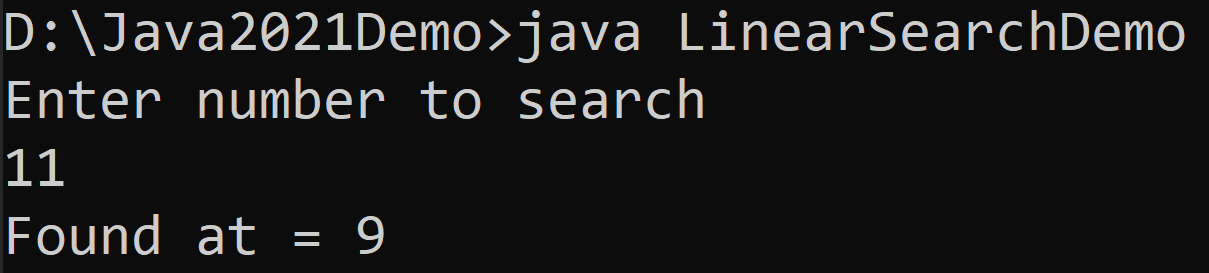 D:\Java2021Demo>java LinearSearchDemo
Enter number to search
11
Found at = 9